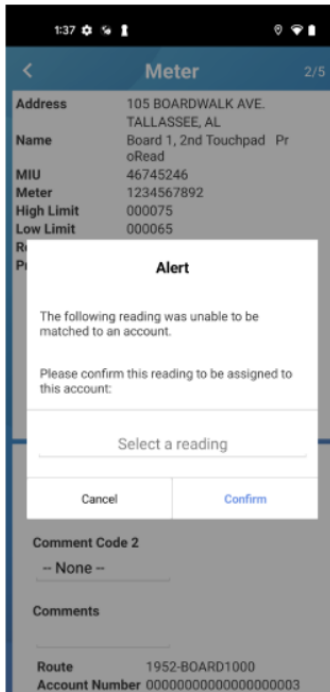 1:37
Meter 2/5
Address 105 BOARDWALK AVE.
TALLASSEE, AL
Name Board 1, 2nd Touchpad Pr
oRead
MIU 46745246
Meter 1234567892
High Limit 000075
Low Limit 000065
Alert
The following reading was unable to be
matched to an account.
Please confirm this reading to be assigned to
this account:
Select a reading
Cancel Confirm
Comment Code 2
-- None --
Comments
Route 1952-BOARD1000
Account Number 00000000000000000003